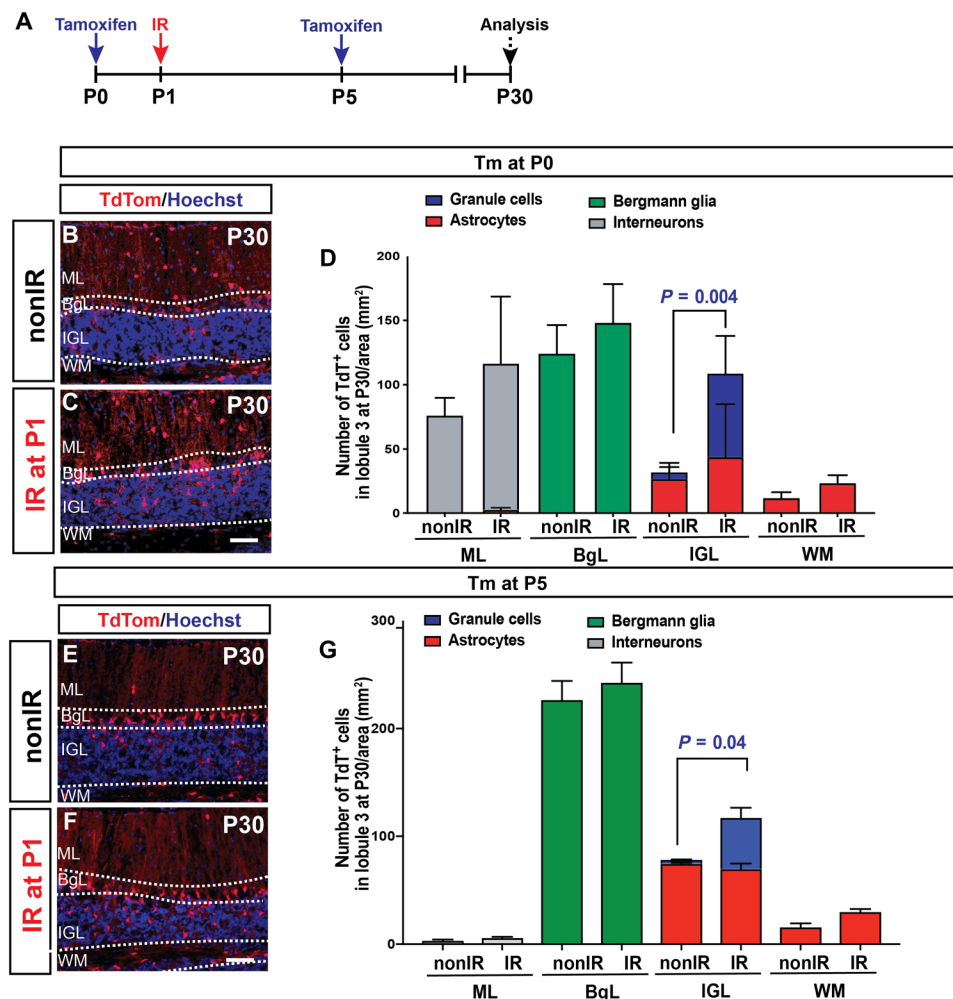 A
Tamoxifen IR Tamoxifen Analysis
P0 P1 P5 P30
Tm at P0
TdTom/Hoechst
nonIR
B P30
ML
BgL
IGL
WM
IR at P1
C P30
ML
BgL
IGL
WM
Granule cells Bergmann glia
Astrocytes Interneurons
D
Number of TdT+ cells
in lobule 3 at P30/area (mm2)
200
150
100
50
0
P = 0.004
nonIR IR nonIR IR nonIR IR nonIR IR
ML BgL IGL WM
Tm at P5
TdTom/Hoechst
nonIR
E P30
ML
BgL
IGL
WM
IR at P1
F P30
ML
BgL
IGL
WM
Granule cells Bergmann glia
Astrocytes Interneurons
G
Number of TdT+ cells
in lobule 3 at P30/area (mm2)
300
200
100
0
P = 0.04
nonIR IR nonIR IR nonIR IR nonIR IR
ML BgL IGL WM